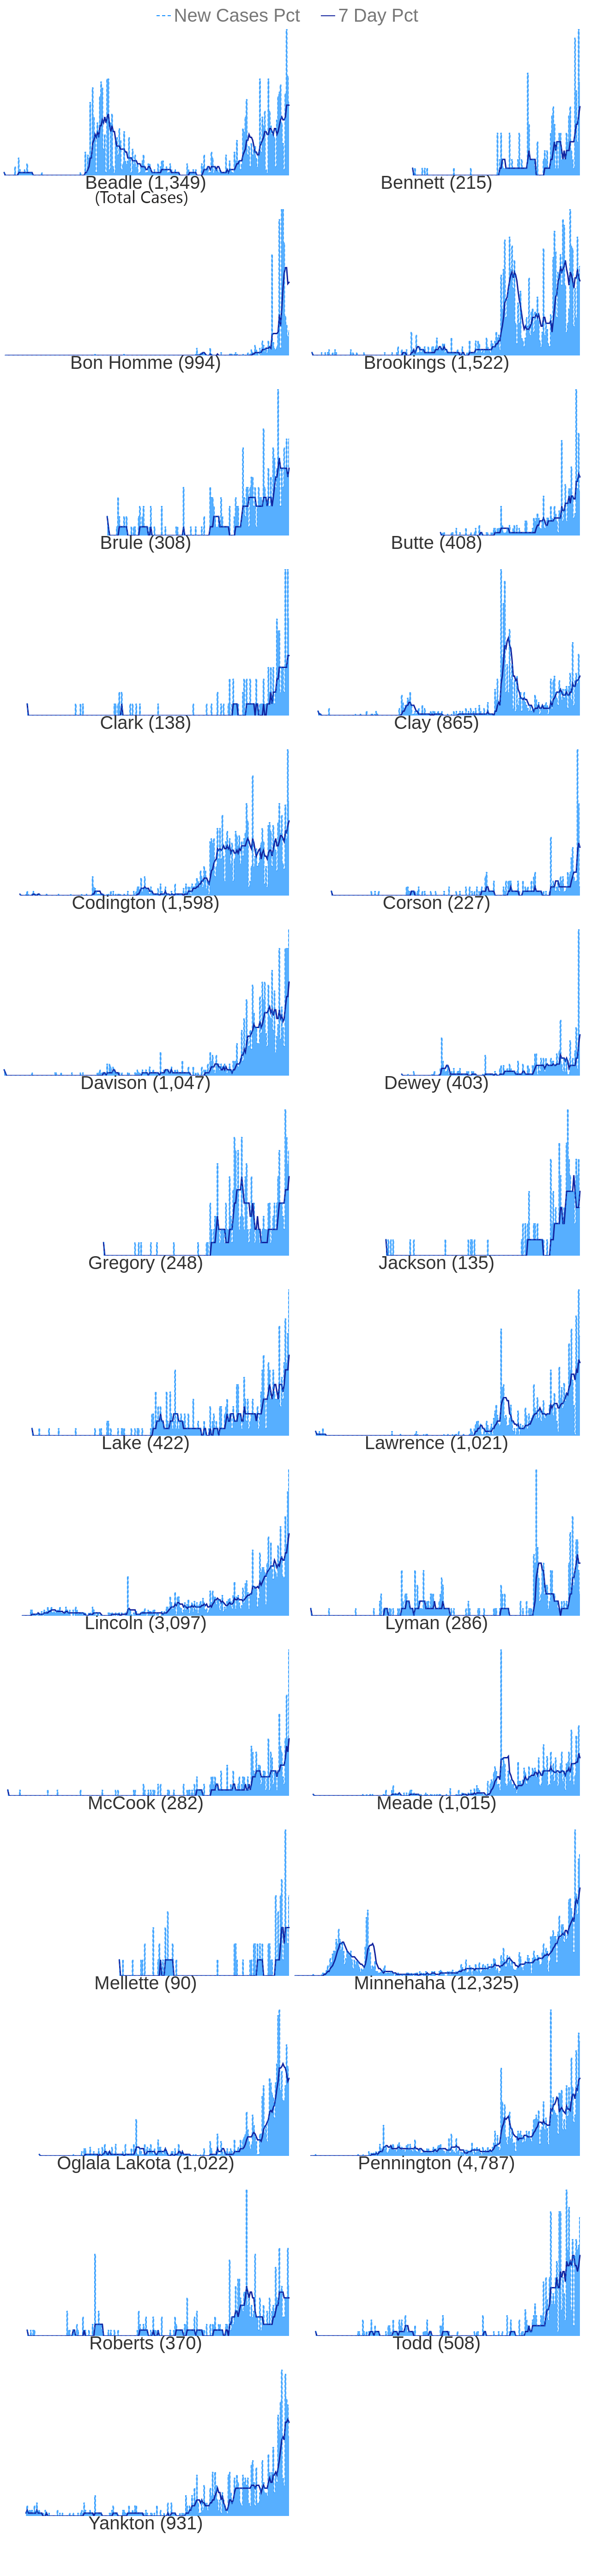 New Cases Pct 7 Day Pct
Beadle (1,349) Bennett (215)
(Total Cases)
Bon Homme (994) Brookings (1,522)
Brule (308) Butte (408)
Clark (138) Clay (865)
Codington (1,598) Corson (227)
Davison (1,047) Dewey (403)
Gregory (248) Jackson (135)
Lake (422) Lawrence (1,021)
Lincoln (3,097) Lyman (286)
McCook (282) Meade (1,015)
Mellette (90) Minnehaha (12,325)
Oglala Lakota (1,022) Pennington (4,787)
Roberts (370) Todd (508)
Yankton (931)